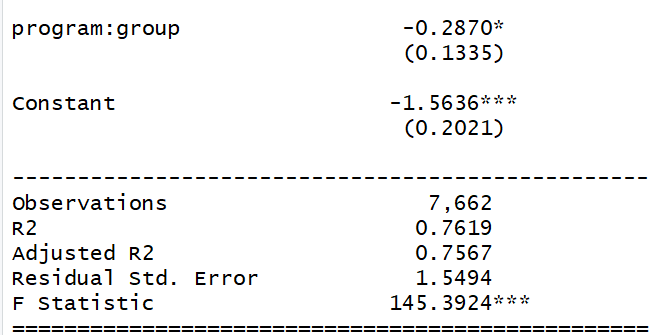 program:group -0.2870*
(0.1335)
Constant -1.5636***
(0.2021)
--------------------------------------------------
Observations 7,662
R2 0.7619
Adjusted R2 0.7567
Residual Std. Error 1.5494
F Statistic 145.3924***
==================================================